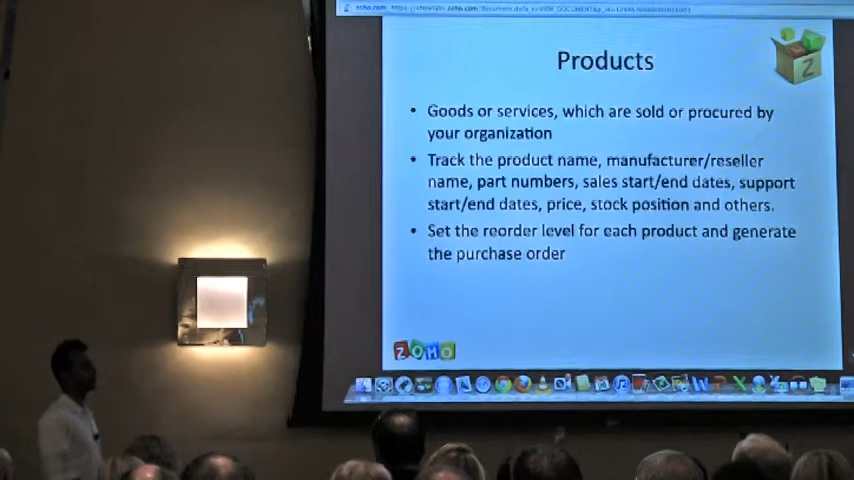 Products
• Goods or services, which are sold or procured by
your organization
• Track the product name, manufacturer/reseller
name, part numbers, sales start/end dates, support
start/end dates, price, stock position and others.
• Set the reorder level for each product and generate
the purchase order
ZOHO